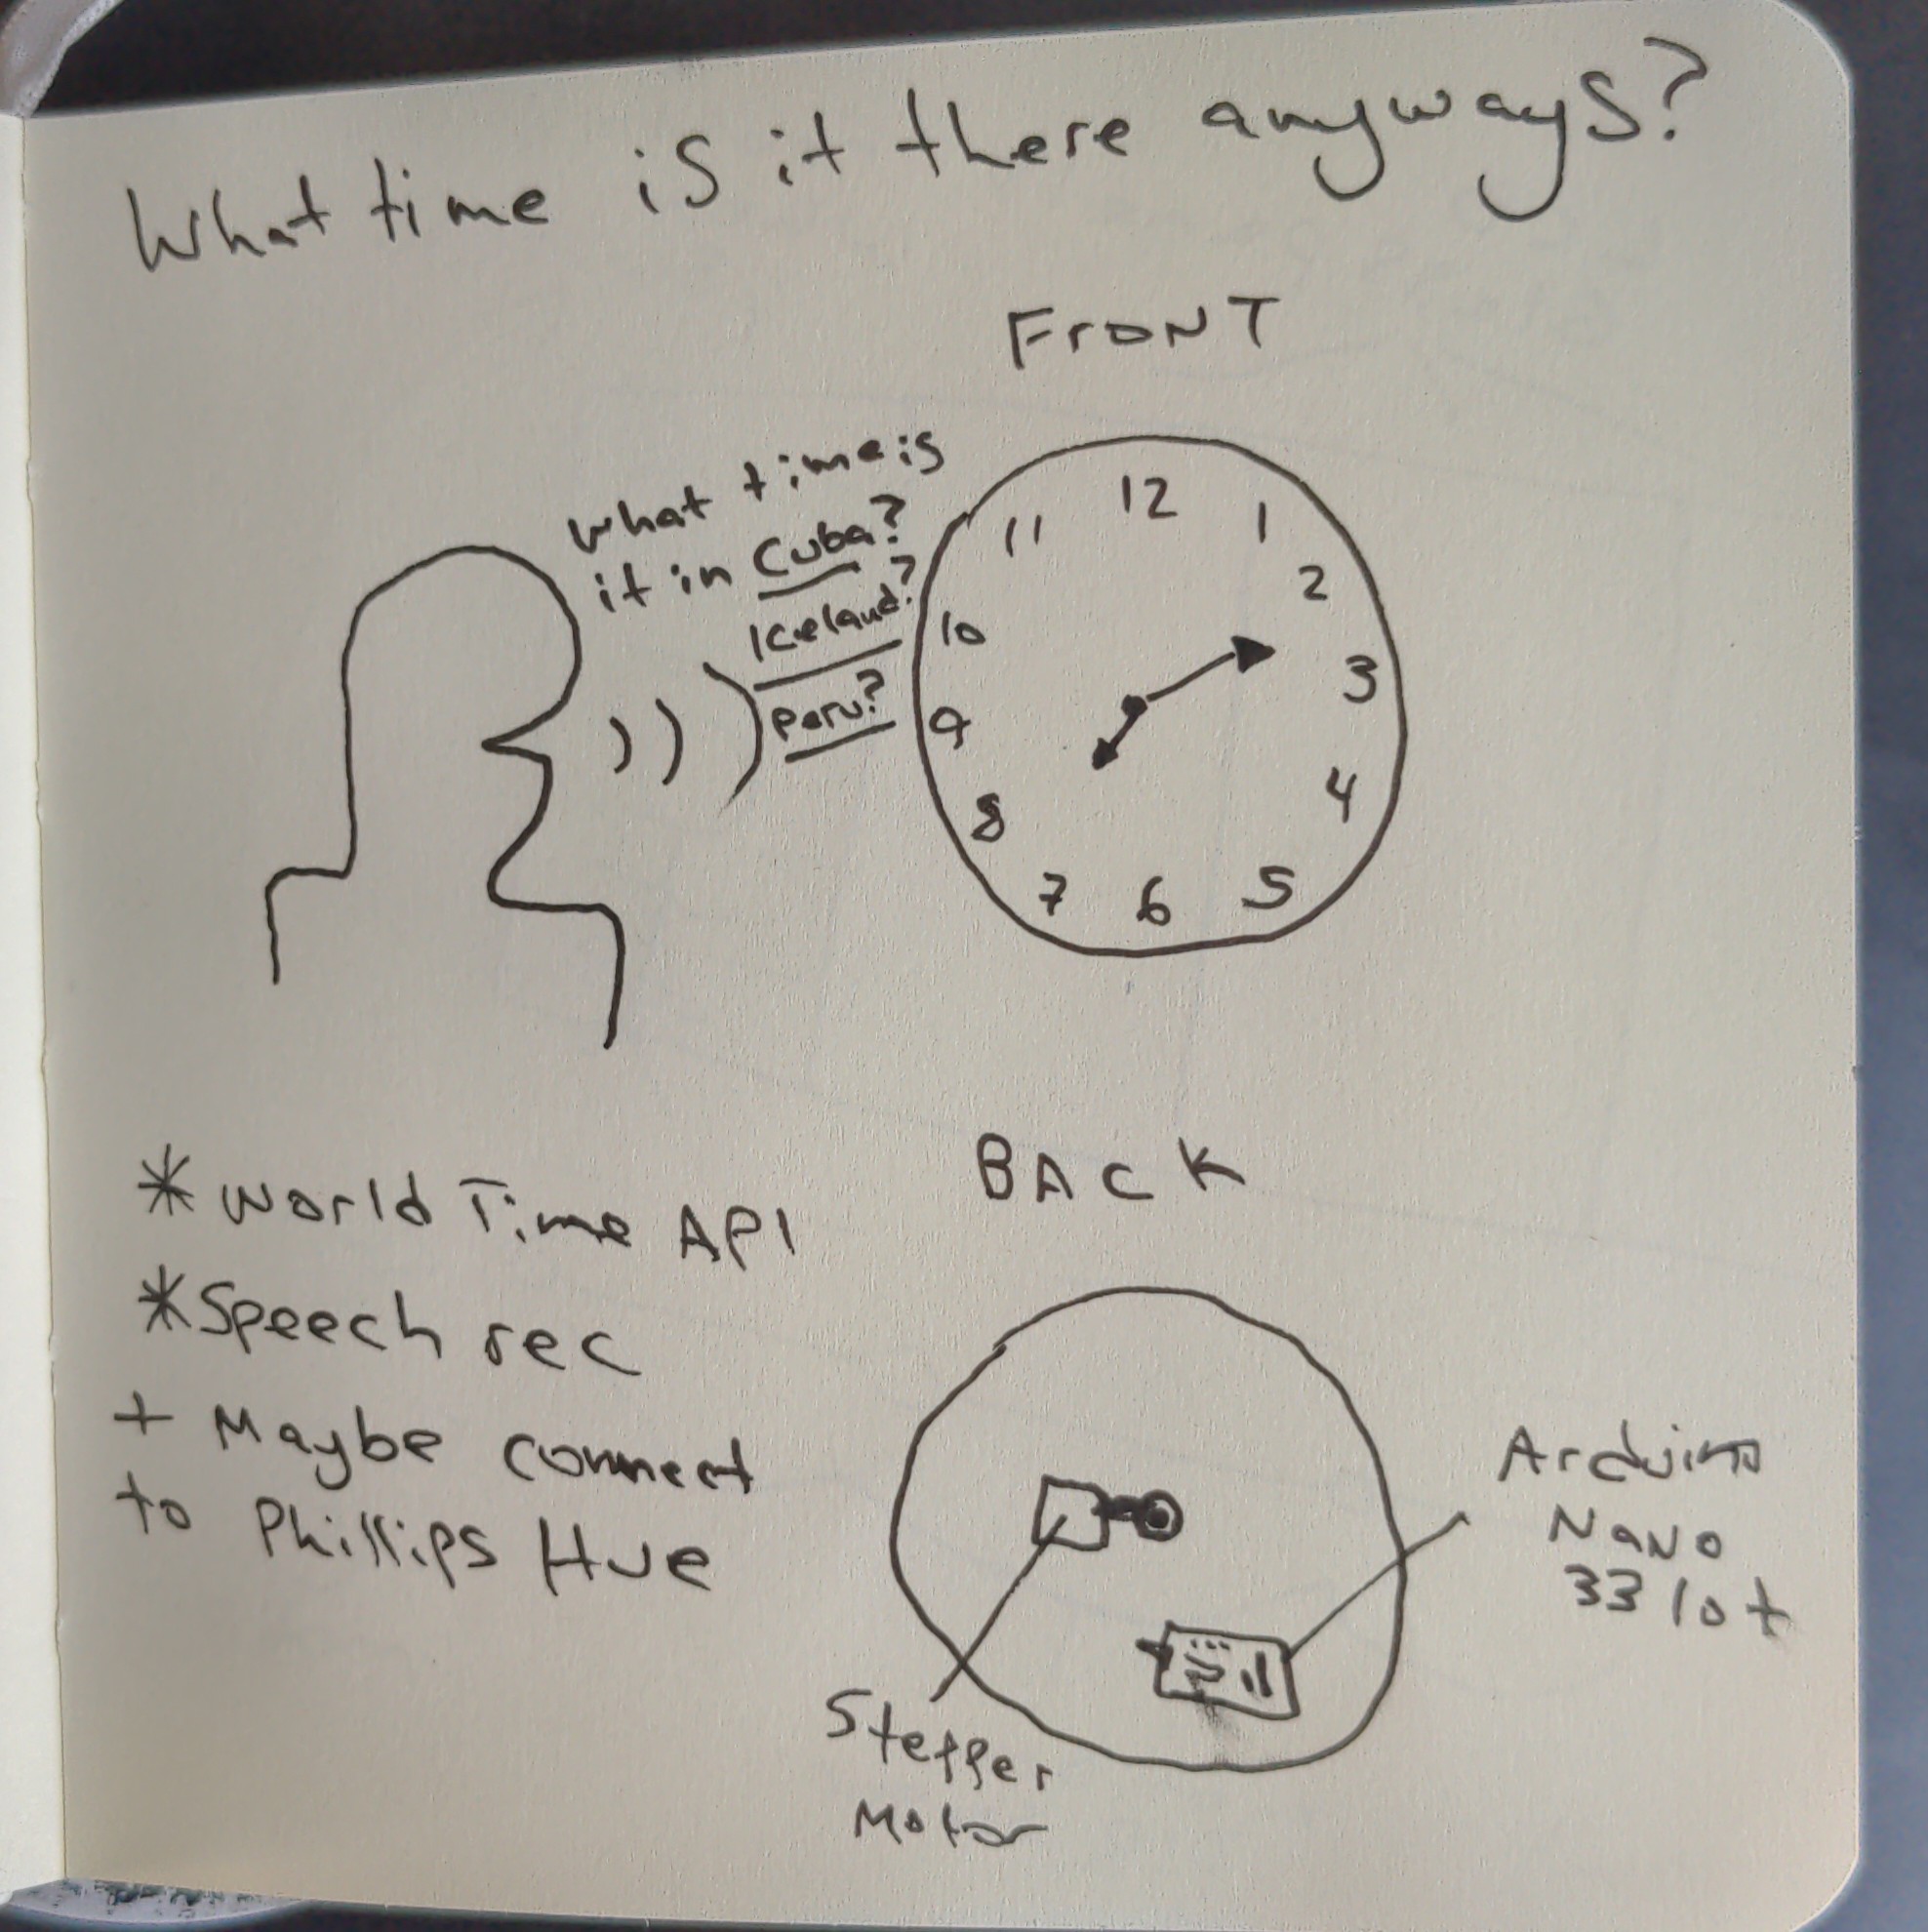 What time is it there anyways?
FrONT
What time is
it in Cuba?
Iceland?
Peru?
12
1
2
3
4
5
6
7
8
9
10
11
* World Time API
* Speech rec
+ Maybe connect
to Phillips Hue
BACK
Arduino
NaNo
33 Iot
Stepper
Motor